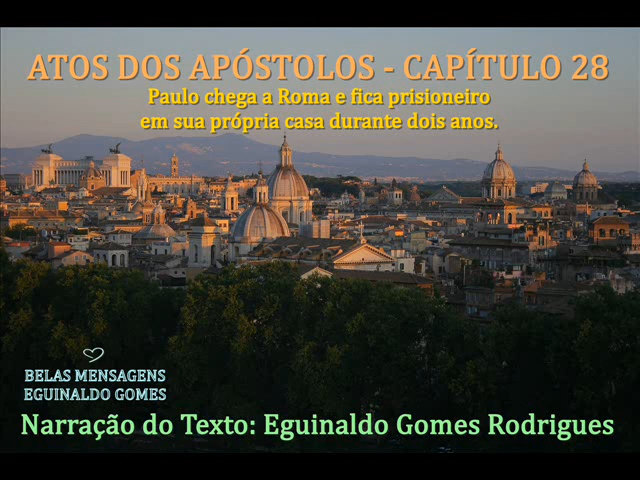 ATOS DOS APÓSTOLOS - CAPÍTULO 28
Paulo chega a Roma e fica prisioneiro
em sua própria casa durante dois anos.
BELAS MENSAGENS
EGUINALDO GOMES
Narração do Texto: Eguinaldo Gomes Rodrigues